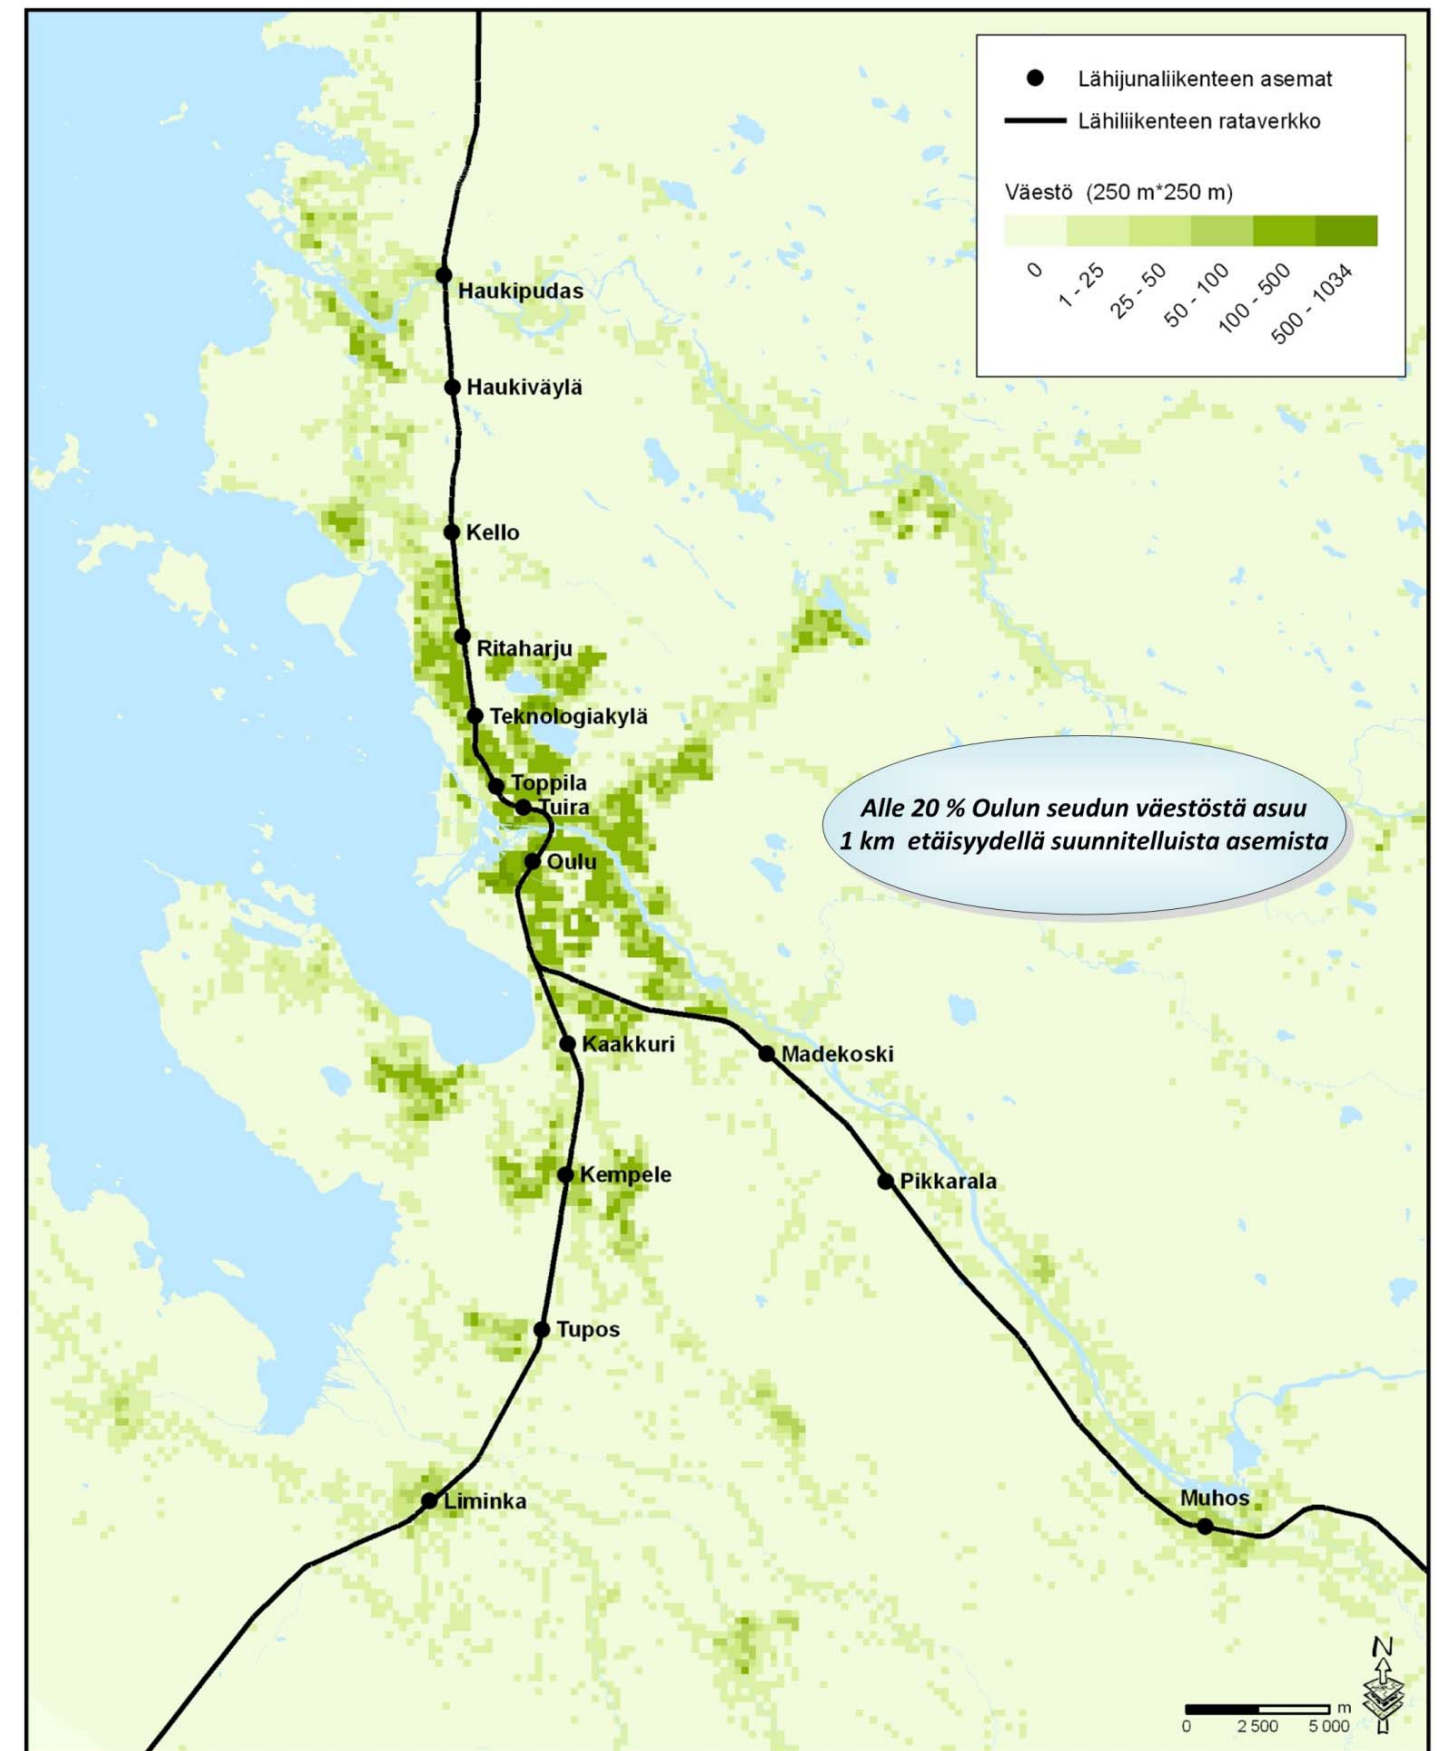 Lähijunaliikenteen asemat
Lähiliikenteen rataverkko
Väestö (250 m*250 m)
0
1 - 25
25 - 50
50 - 100
100 - 500
500 - 1034
Haukipudas
Haukiväylä
Kello
Ritaharju
Teknologiakylä
Toppila
Tuira
Alle 20 % Oulun seudun väestöstä asuu
1 km etäisyydellä suunnitelluista asemista
Oulu
Kaakkuri
Madekoski
Kempele
Pikkarala
Tupos
Liminka
Muhos
N
m
0 2 500 5 000